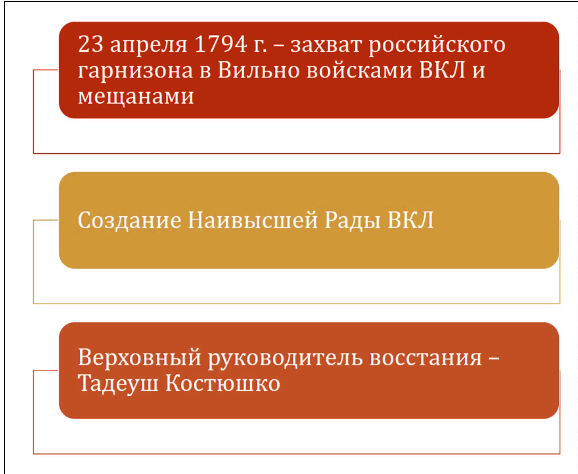 23 апреля 1794 г. – захват российского
гарнизона в Вильно войсками ВКЛ и
мещанами
Создание Наивысшей Рады ВКЛ
Верховный руководитель восстания –
Тадеуш Костюшко